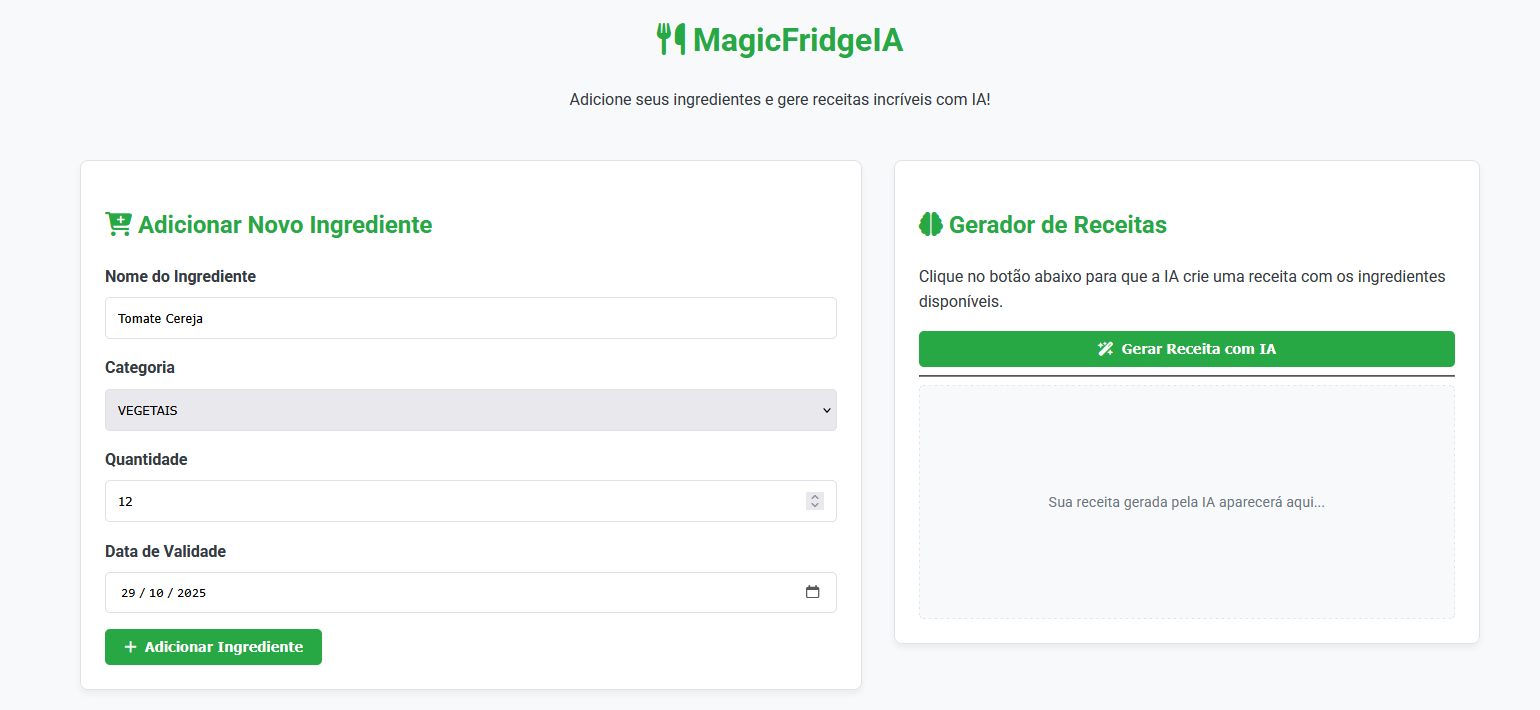 MagicFridgeIA
Adicione seus ingredientes e gere receitas incríveis com IA!
Adicionar Novo Ingrediente
Nome do Ingrediente
Tomate Cereja
Categoria
VEGETAIS
Quantidade
12
Data de Validade
29 / 10 / 2025
Adicionar Ingrediente
Gerador de Receitas
Clique no botão abaixo para que a IA crie uma receita com os ingredientes
disponíveis.
Gerar Receita com IA
Sua receita gerada pela IA aparecerá aqui...